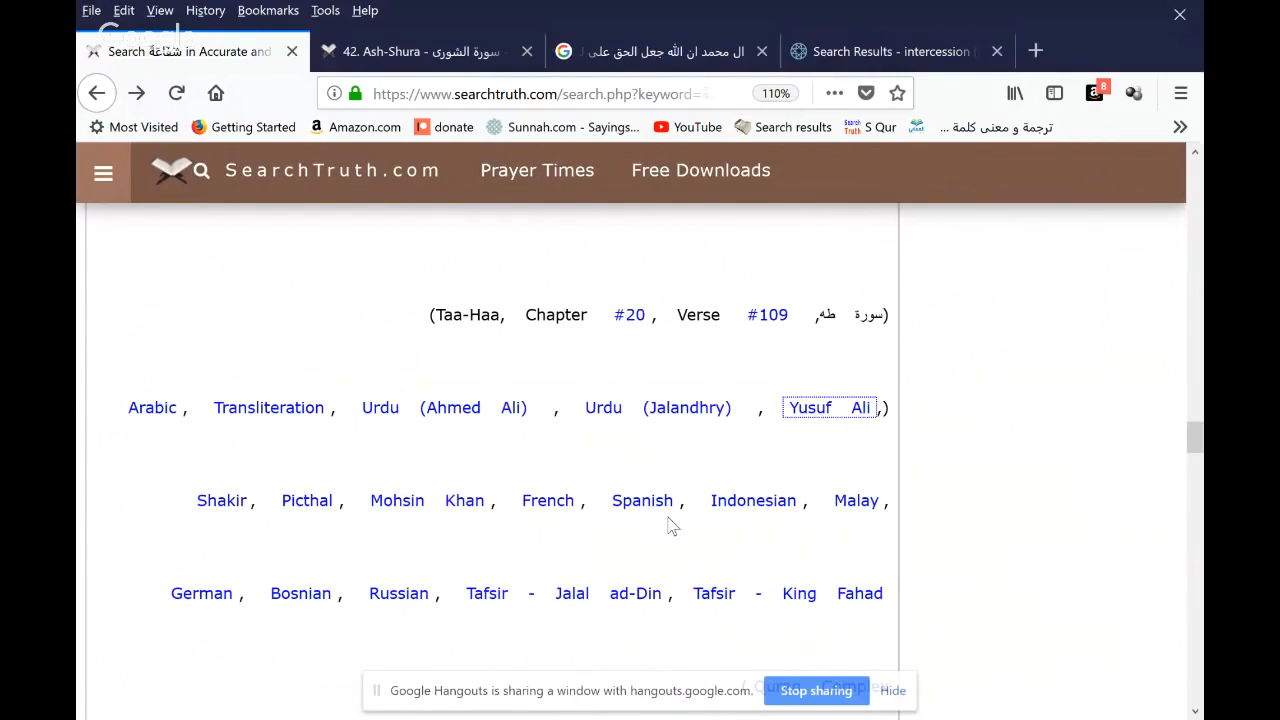 File Edit View History Bookmarks Tools Help
Google
Search شفاعة in Accurate and
42. Ash-Shura - سورة الشورى
ال محمد ان الله جعل الحق على ل
Search Results - intercession
https://www.searchtruth.com/search.php?keyword=
110%
8
Most Visited Getting Started Amazon.com donate Sunnah.com - Sayings,... YouTube Search results S Qur ترجمة و معنى كلمة ...
SearchTruth.com Prayer Times Free Downloads
(Taa-Haa, Chapter #20, Verse #109 ,سورة طه)
Arabic, Transliteration, Urdu (Ahmed Ali) , Urdu (Jalandhry) , Yusuf Ali,)
Shakir, Picthal, Mohsin Khan, French, Spanish, Indonesian, Malay,
German, Bosnian, Russian, Tafsir - Jalal ad-Din, Tafsir - King Fahad
Google Hangouts is sharing a window with hangouts.google.com. Stop sharing Hide